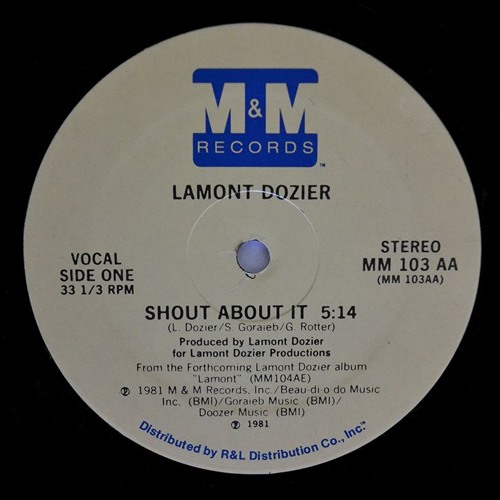 M&M
RECORDS ™
LAMONT DOZIER
VOCAL
SIDE ONE
33 1/3 RPM
STEREO
MM 103 AA
(MM 103AA)
SHOUT ABOUT IT 5:14
(L. Dozier/S. Goraieb/G. Rotter)
Produced by Lamont Dozier
for Lamont Dozier Productions
From the Forthcoming Lamont Dozier album
"Lamont" (MM104AE)
℗ 1981 M & M Records, Inc./Beau-di-o-do Music
Inc. (BMI)/Goraieb Music (BMI)/
Doozer Music (BMI)
℗ 1981
Distributed by R&L Distribution Co., Inc.™